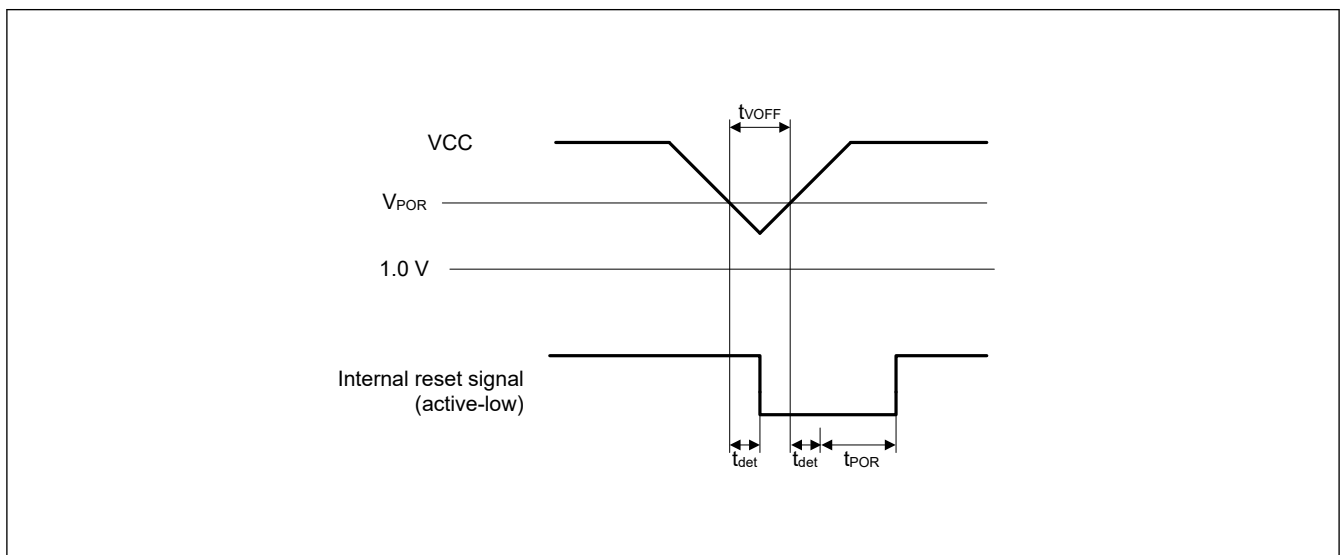 tVOFF
VCC
VPOR
1.0 V
Internal reset signal
(active-low)
tdet
tdet
tPOR